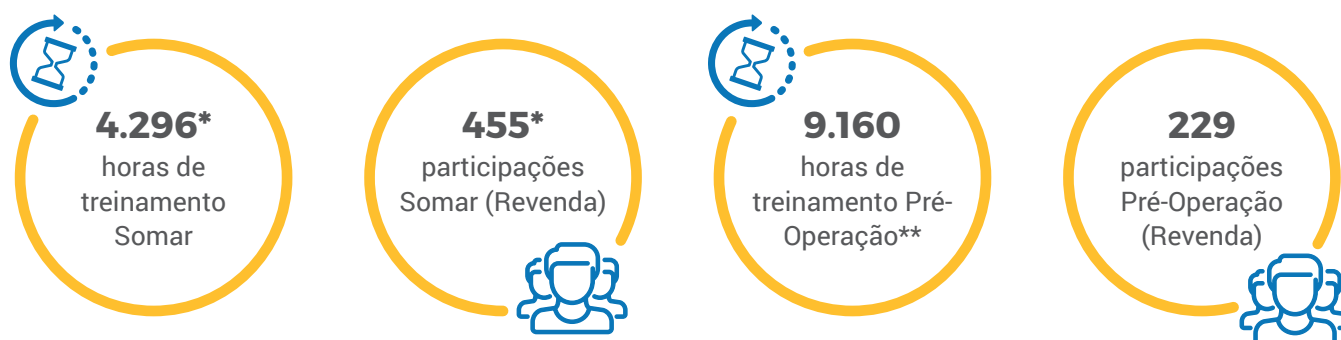 4.296*
horas de
treinamento
Somar
455*
participações
Somar (Revenda)
9.160
horas de
treinamento Pré-
Operação**
229
participações
Pré-Operação
(Revenda)